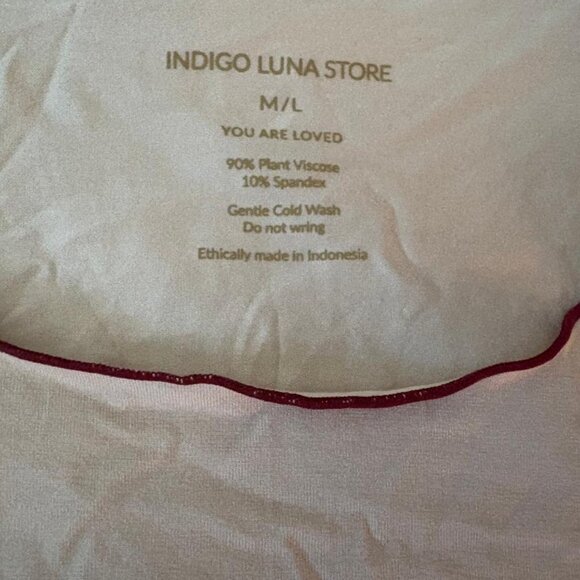 INDIGO LUNA STORE
M/L
YOU ARE LOVED
90% Plant Viscose
10% Spandex
Gentle Cold Wash
Do not wring
Ethically made in Indonesia